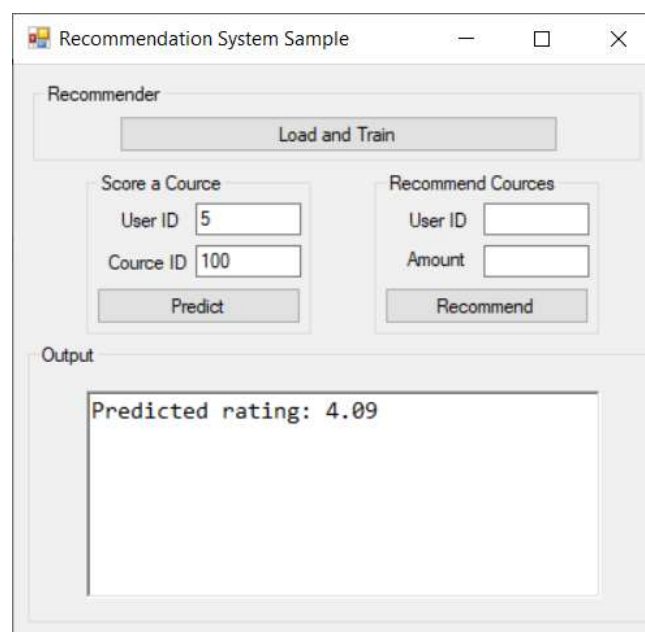 Recommendation System Sample
Recommender
Load and Train
Score a Cource
User ID 5
Cource ID 100
Predict
Recommend Cources
User ID
Amount
Recommend
Output
Predicted rating: 4.09